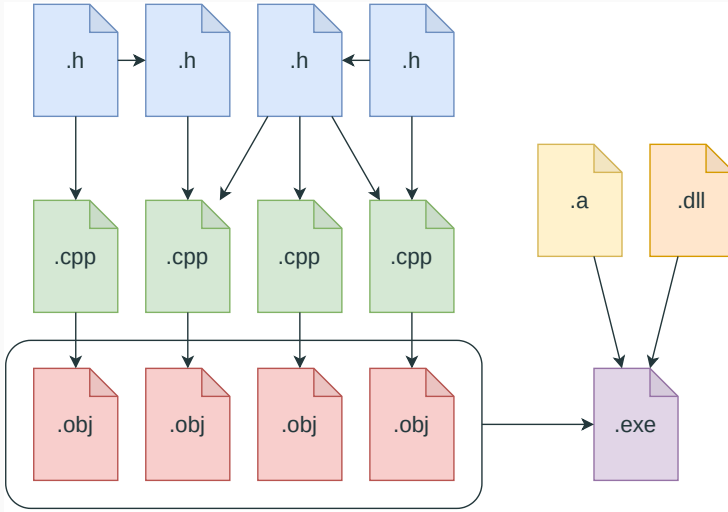 .h
.h
.h
.h
.a
.dll
.cpp
.cpp
.cpp
.cpp
.obj
.obj
.obj
.obj
.exe